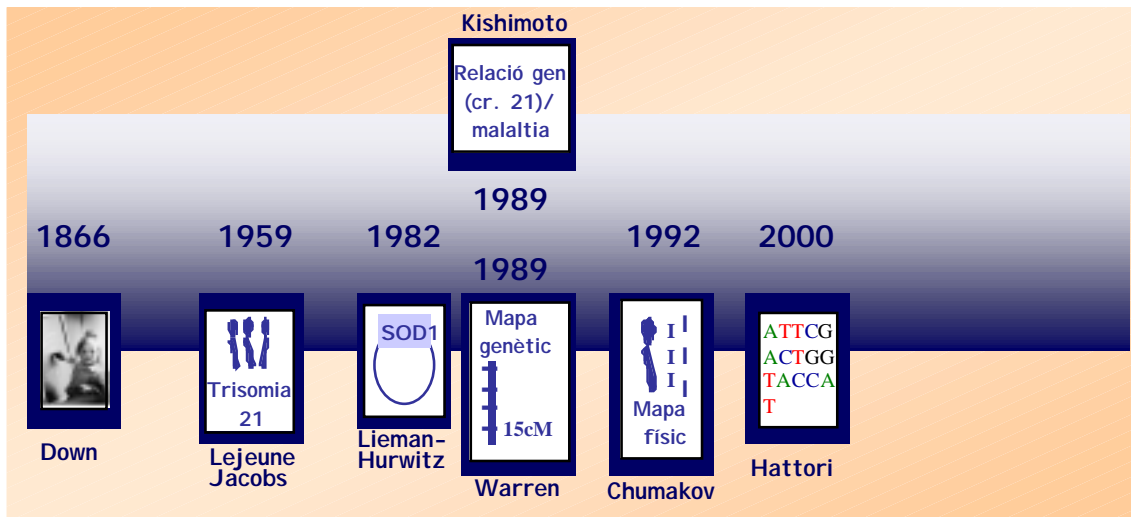 Kishimoto
Relació gen
(cr. 21)/
malaltia
1989
1866
1959
1982
1992
2000
1989
Down
Trisomia
21
Lejeune
Jacobs
SOD1
Lieman-
Hurwitz
Mapa
genètic
15cM
Warren
I I
I I
I I
Mapa
físic
Chumakov
ATTCG
ACTGG
TACCA
T
Hattori